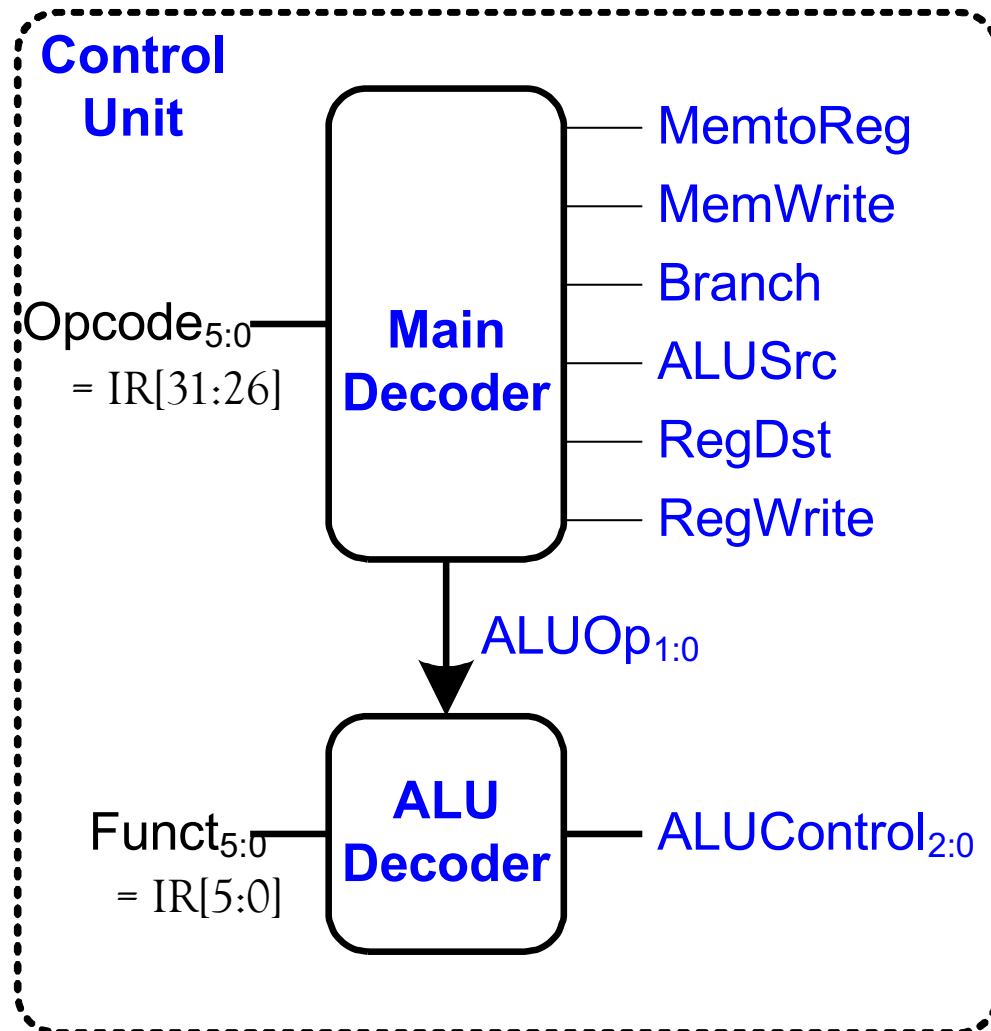 Control
Unit
MemtoReg
MemWrite
Branch
Opcode5:0
= IR[31:26]
Main
Decoder
ALUSrc
RegDst
RegWrite
ALUOp1:0
Funct5:0
= IR[5:0]
ALU
Decoder
ALUControl2:0